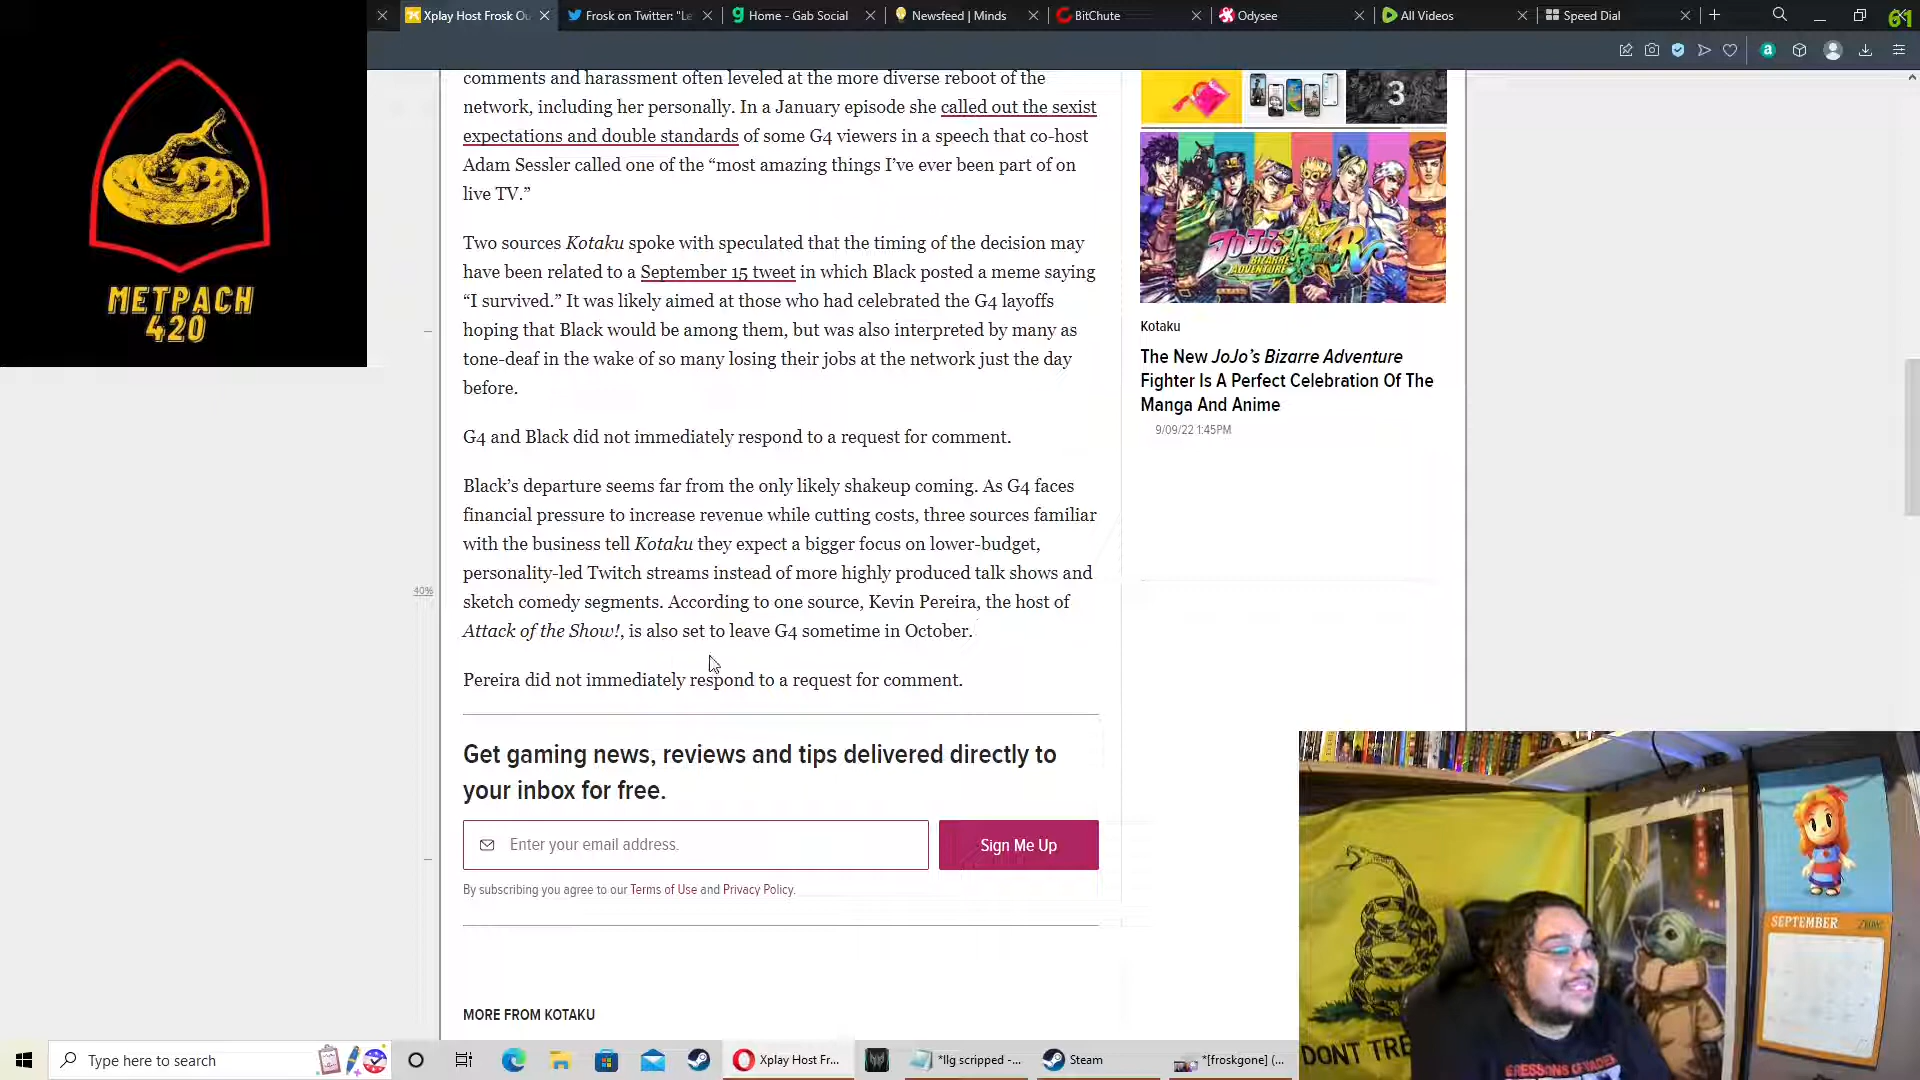 Xplay Host Frosk Ou
Frosk on Twitter: "Le
Home - Gab Social
Newsfeed | Minds
BitChute
Odysee
All Videos
Speed Dial
61
METPACH
420
comments and harassment often leveled at the more diverse reboot of the
network, including her personally. In a January episode she called out the sexist
expectations and double standards of some G4 viewers in a speech that co-host
Adam Sessler called one of the “most amazing things I’ve ever been part of on
live TV.”
Two sources Kotaku spoke with speculated that the timing of the decision may
have been related to a September 15 tweet in which Black posted a meme saying
“I survived.” It was likely aimed at those who had celebrated the G4 layoffs
hoping that Black would be among them, but was also interpreted by many as
tone-deaf in the wake of so many losing their jobs at the network just the day
before.
G4 and Black did not immediately respond to a request for comment.
Black’s departure seems far from the only likely shakeup coming. As G4 faces
financial pressure to increase revenue while cutting costs, three sources familiar
with the business tell Kotaku they expect a bigger focus on lower-budget,
personality-led Twitch streams instead of more highly produced talk shows and
sketch comedy segments. According to one source, Kevin Pereira, the host of
Attack of the Show!, is also set to leave G4 sometime in October.
Pereira did not immediately respond to a request for comment.
40%
Get gaming news, reviews and tips delivered directly to
your inbox for free.
Enter your email address.
Sign Me Up
By subscribing you agree to our Terms of Use and Privacy Policy.
MORE FROM KOTAKU
3
JOJO'S
BIZARRE
ADVENTURE
R
Kotaku
The New JoJo’s Bizarre Adventure
Fighter Is A Perfect Celebration Of The
Manga And Anime
9/09/22 1:45PM
SEPTEMBER
DONT TRE
Type here to search
Xplay Host Fr...
*llg scripped -...
Steam
*[froskgone] (...